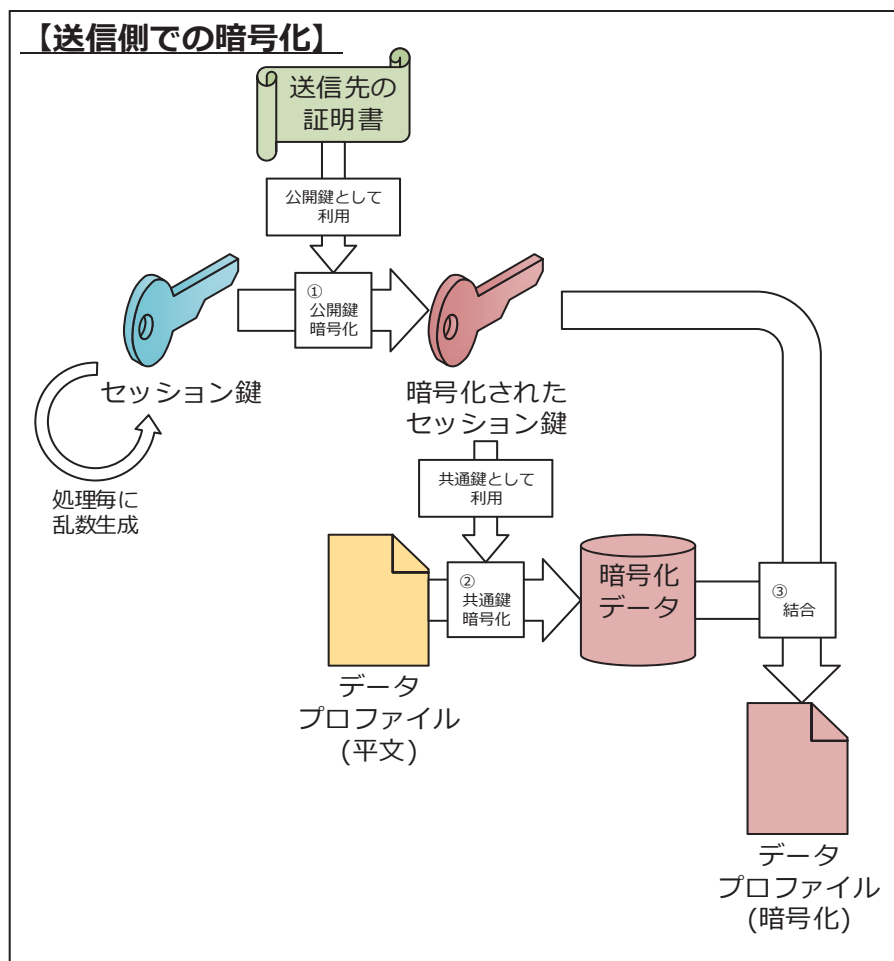 【送信側での暗号化】
送信先の
証明書
公開鍵として
利用
①
公開鍵
暗号化
セッション鍵
暗号化された
セッション鍵
処理毎に
乱数生成
共通鍵として
利用
②
共通鍵
暗号化
暗号化
データ
③
結合
データ
プロファイル
(平文)
データ
プロファイル
(暗号化)